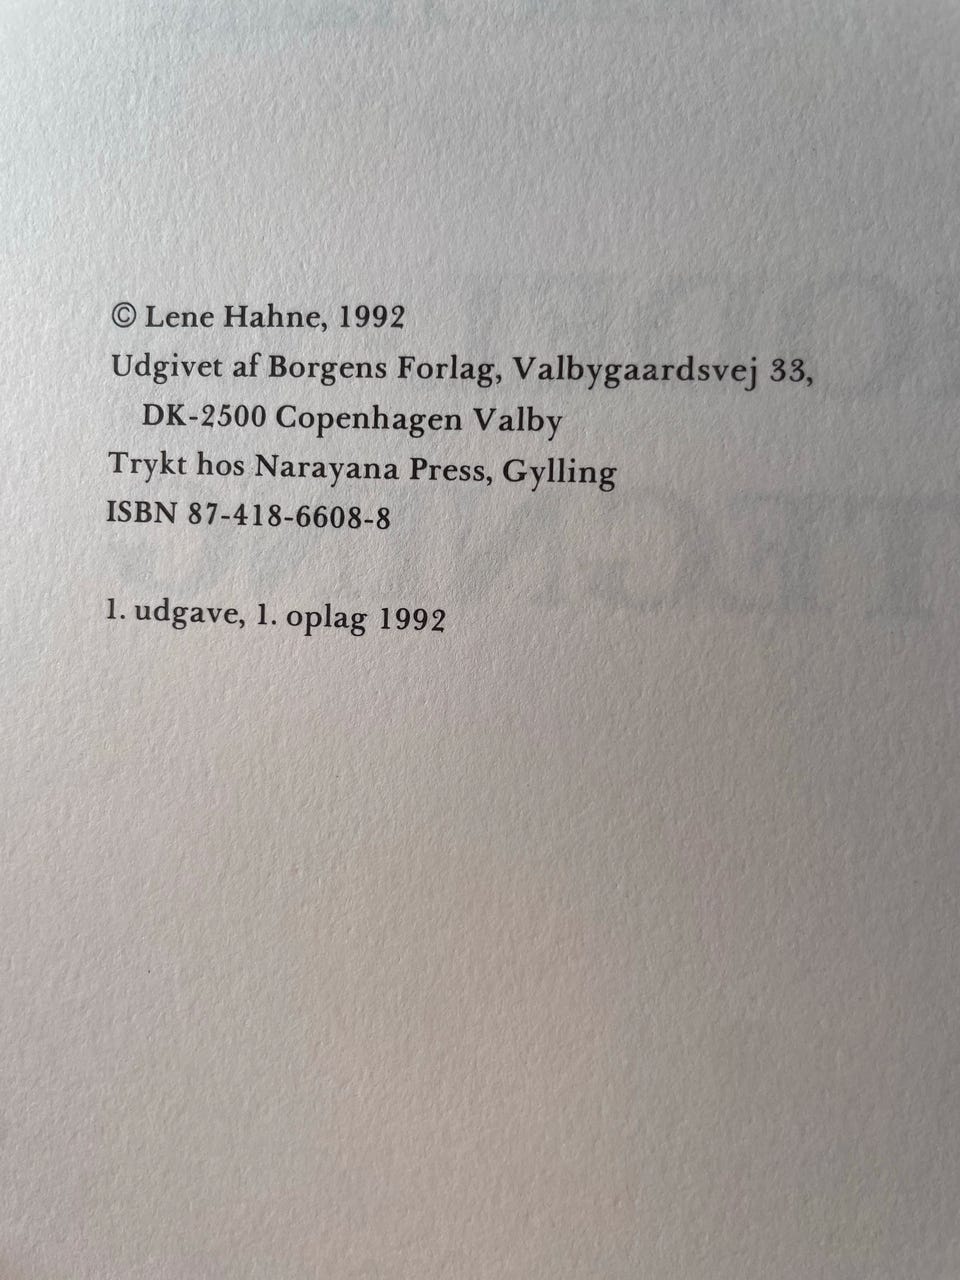 © Lene Hahne, 1992
Udgivet af Borgens Forlag, Valbygaardsvej 33,
DK-2500 Copenhagen Valby
Trykt hos Narayana Press, Gylling
ISBN 87-418-6608-8
1. udgave, 1. oplag 1992